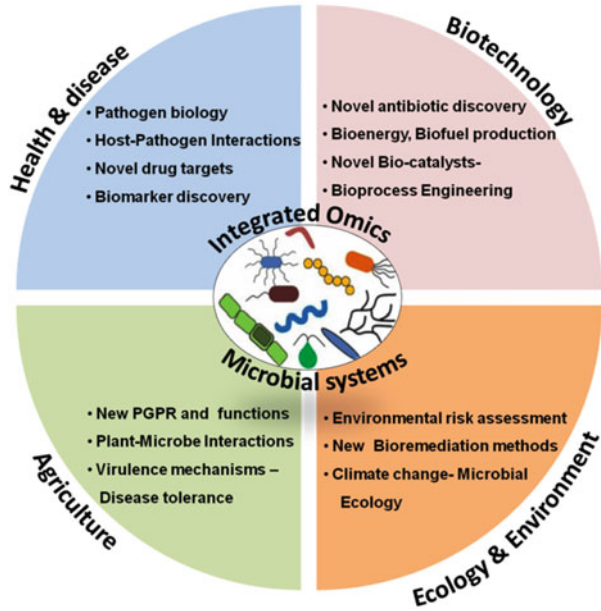 Health & disease
• Pathogen biology
• Host-Pathogen Interactions
• Novel drug targets
• Biomarker discovery
Biotechnology
• Novel antibiotic discovery
• Bioenergy, Biofuel production
• Novel Bio-catalysts-
• Bioprocess Engineering
Integrated Omics
Microbial systems
Agriculture
• New PGPR and functions
• Plant-Microbe Interactions
• Virulence mechanisms –
Disease tolerance
Ecology & Environment
• Environmental risk assessment
• New Bioremediation methods
• Climate change- Microbial
Ecology